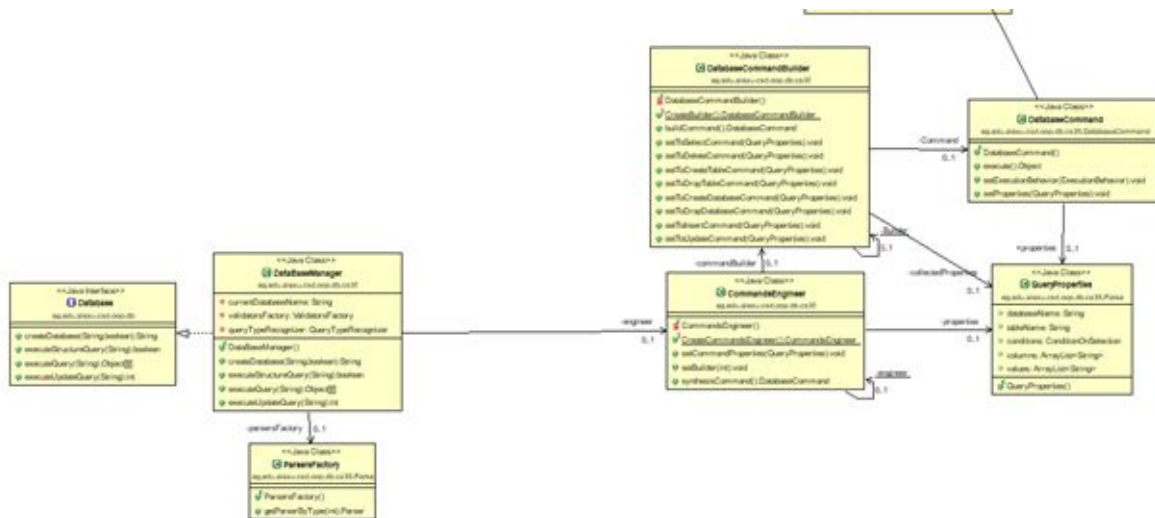 <<Java Class>>
DatabaseCommandBuilder
DatabaseCommandBuilder()
CreateBuilder():DatabaseCommandBuilder
buildCommand():DatabaseCommand
setToSelectCommand(QueryProperties):void
setToDeleteCommand(QueryProperties):void
setToCreateTableCommand(QueryProperties):void
setToDropTableCommand(QueryProperties):void
setToCreateDatabaseCommand(QueryProperties):void
setToDropDatabaseCommand(QueryProperties):void
setToInsertCommand(QueryProperties):void
setToUpdateCommand(QueryProperties):void
-Command
0..1
<<Java Class>>
DatabaseCommand
DatabaseCommand()
execute():Object
setExecutionBehavior(ExecutionBehavior):void
setProperties(QueryProperties):void
-Builder
0..1
-commandBuilder
0..1
-collectedProperties
0..1
0..1
<<Java Interface>>
Database
createDatabase(String,boolean):String
executeStructureQuery(String):boolean
executeQuery(String):Object[][]
executeUpdateQuery(String):int
<<Java Class>>
DataBaseManager
currentDatabaseName: String
validatorsFactory: ValidatorsFactory
queryTypeRecognizer: QueryTypeRecognizer
DataBaseManager()
createDatabase(String,boolean):String
executeStructureQuery(String):boolean
executeQuery(String):Object[][]
executeUpdateQuery(String):int
-engineer
0..1
<<Java Class>>
CommandsEngineer
CommandsEngineer()
CreateCommandsEngineer():CommandsEngineer
setCommandProperties(QueryProperties):void
setBuilder(int):void
synthesisCommand():DatabaseCommand
0..1
-properties
0..1
<<Java Class>>
QueryProperties
databaseName: String
tableName: String
conditions: ConditionOnSelection
columns: ArrayList<String>
values: ArrayList<String>
QueryProperties()
-parsersFactory
0..1
<<Java Class>>
ParsersFactory
ParsersFactory()
getParserByType(int):Parser